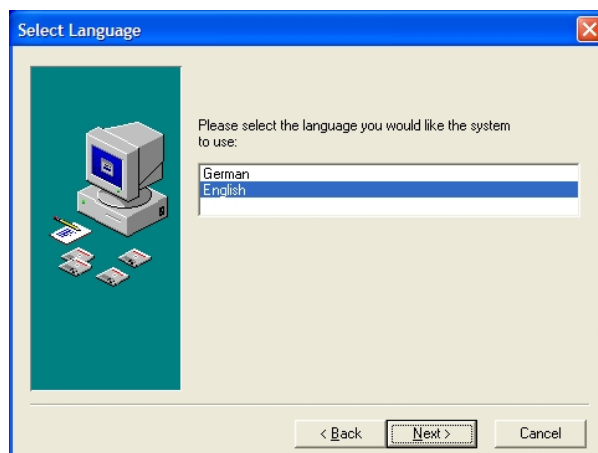 Select Language
Please select the language you would like the system
to use:
German
English
< Back
Next >
Cancel